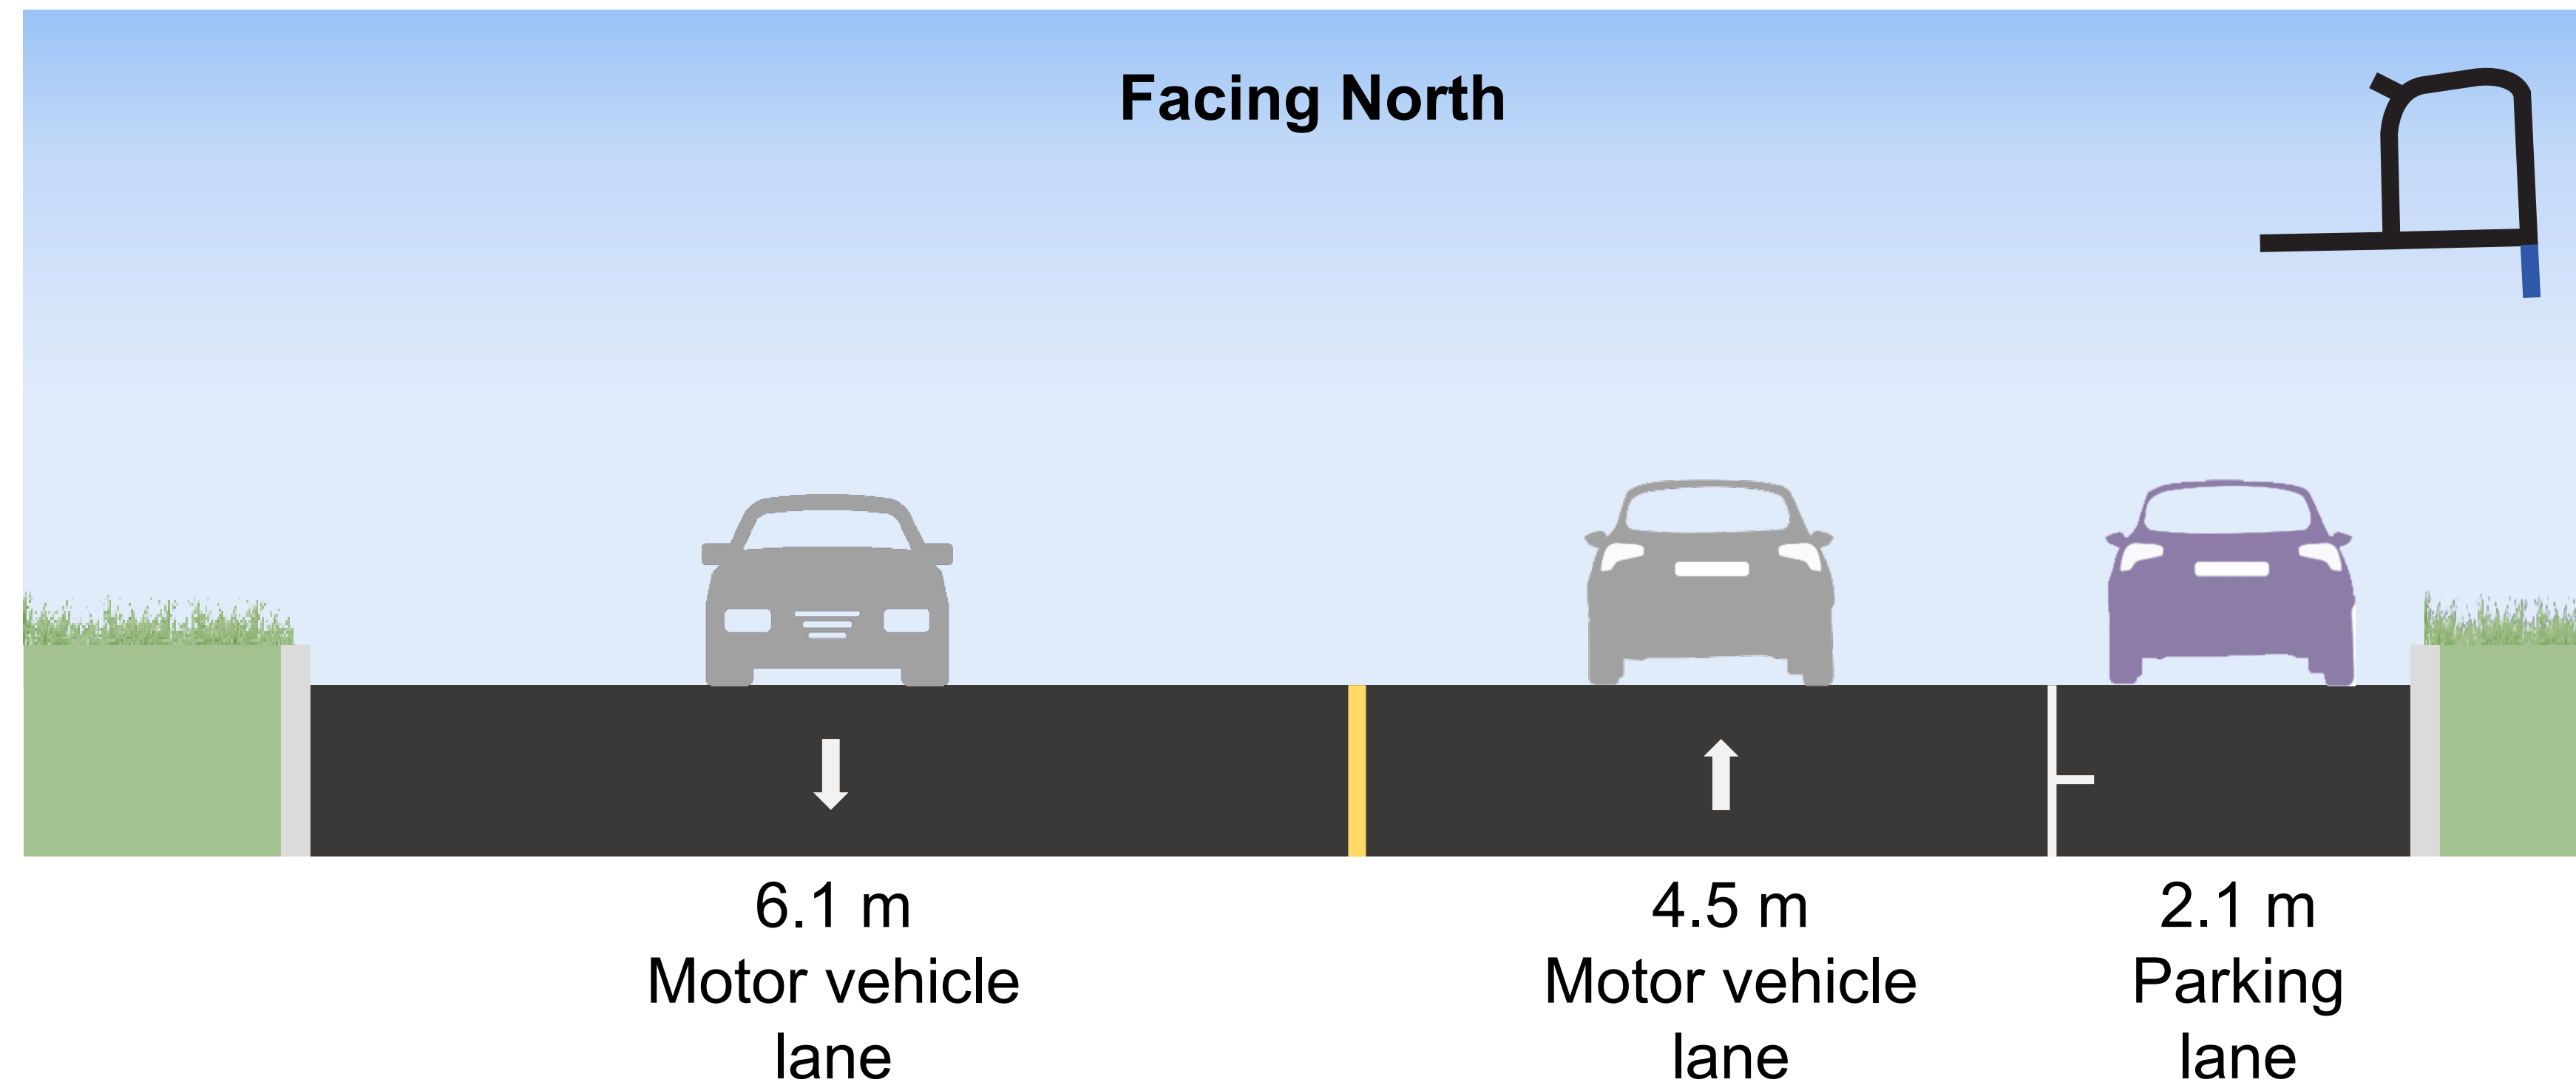 Facing North
6.1 m
Motor vehicle
lane
4.5 m
Motor vehicle
lane
2.1 m
Parking
lane